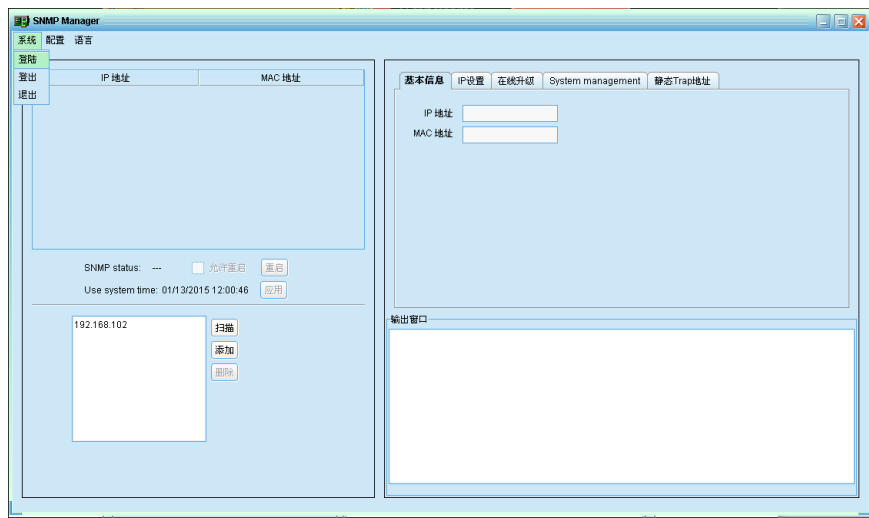 SNMP Manager
系统 配置 语言
登陆
登出
退出
IP 地址 MAC 地址
SNMP status: --- 允许重启 重启
Use system time: 01/13/2015 12:00:46 应用
192.168.102
扫描
添加
删除
基本信息 IP设置 在线升级 System management 静态Trap地址
IP 地址
MAC 地址
输出窗口